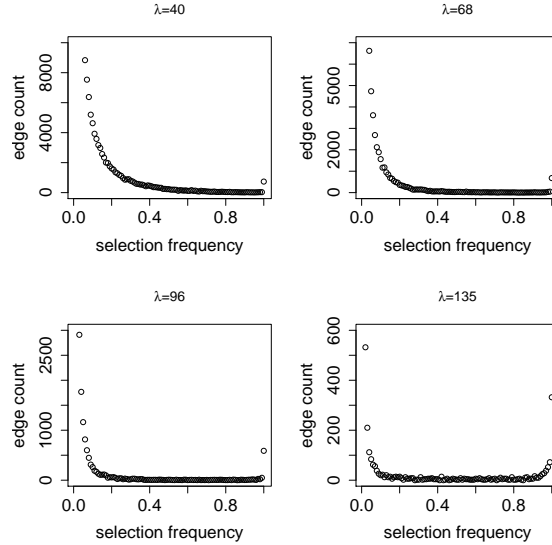 λ=40
edge count
0
4000
8000
0.0
0.4
0.8
selection frequency
λ=68
edge count
0
2000
6000
0.0
0.4
0.8
selection frequency
λ=96
edge count
0
1000
2500
0.0
0.4
0.8
selection frequency
λ=135
edge count
0
200
400
600
0.0
0.4
0.8
selection frequency